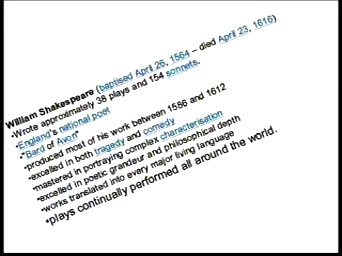 William Shakespeare (baptised April 26, 1564 – died April 23, 1616)
•Wrote approximately 38 plays and 154 sonnets.
•England's national poet
•"Bard of Avon"
•produced most of his work between 1586 and 1612
•excelled in both tragedy and comedy
•mastered in portraying complex characterisation
•excelled in poetic grandeur and philosophical depth
•works translated into every major living language
•plays continually performed all around the world.